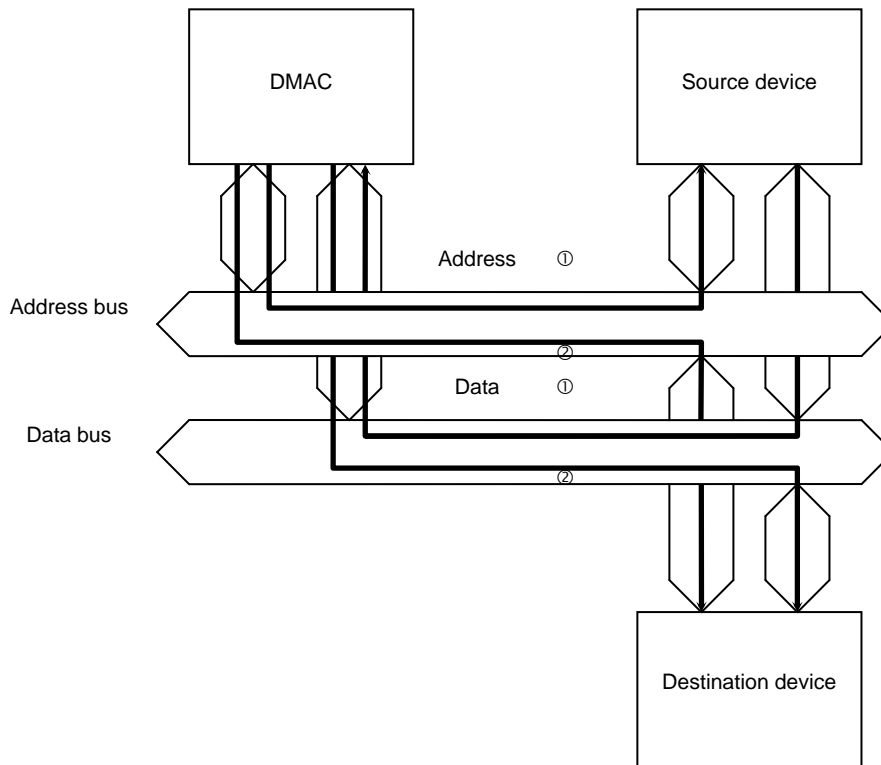 DMAC
Source device
Address ①
Address bus
②
Data ①
Data bus
②
Destination device